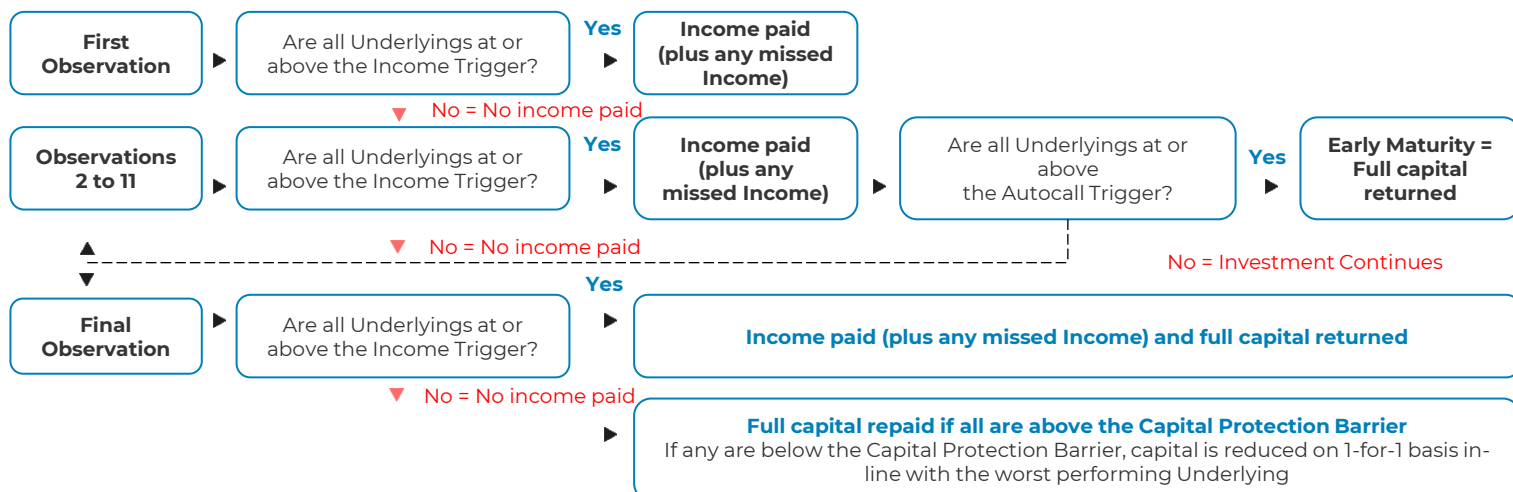 First
Observation
Are all Underlyings at or
above the Income Trigger?
Yes
Income paid
(plus any missed
Income)
No = No income paid
Observations
2 to 11
Are all Underlyings at or
above the Income Trigger?
Yes
Income paid
(plus any
missed Income)
Are all Underlyings at or
above
the Autocall Trigger?
Yes
Early Maturity =
Full capital
returned
No = No income paid
No = Investment Continues
Final
Observation
Are all Underlyings at or
above the Income Trigger?
Yes
Income paid (plus any missed Income) and full capital returned
No = No income paid
Full capital repaid if all are above the Capital Protection Barrier
If any are below the Capital Protection Barrier, capital is reduced on 1-for-1 basis in-
line with the worst performing Underlying